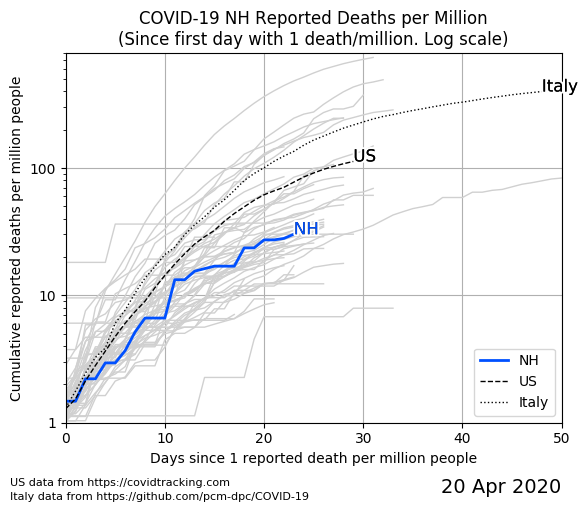 COVID-19 NH Reported Deaths per Million
(Since first day with 1 death/million. Log scale)
Cumulative reported deaths per million people
100
10
1
Italy
US
NH
NH
US
Italy
0 10 20 30 40 50
Days since 1 reported death per million people
US data from https://covidtracking.com
Italy data from https://github.com/pcm-dpc/COVID-19
20 Apr 2020